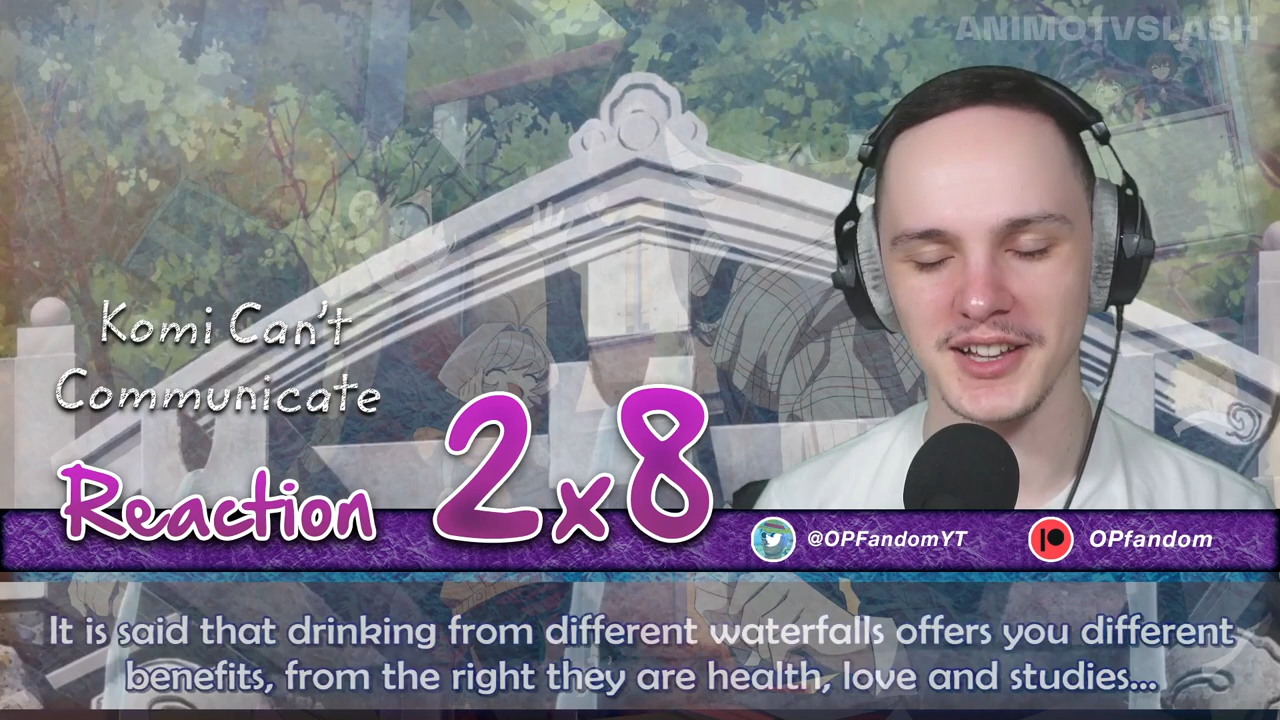 ANIMOTVSLASH
Komi Can't
Communicate
Reaction 2x8
@OPFandomYT
OPfandom
It is said that drinking from different waterfalls offers you different
benefits, from the right they are health, love and studies...